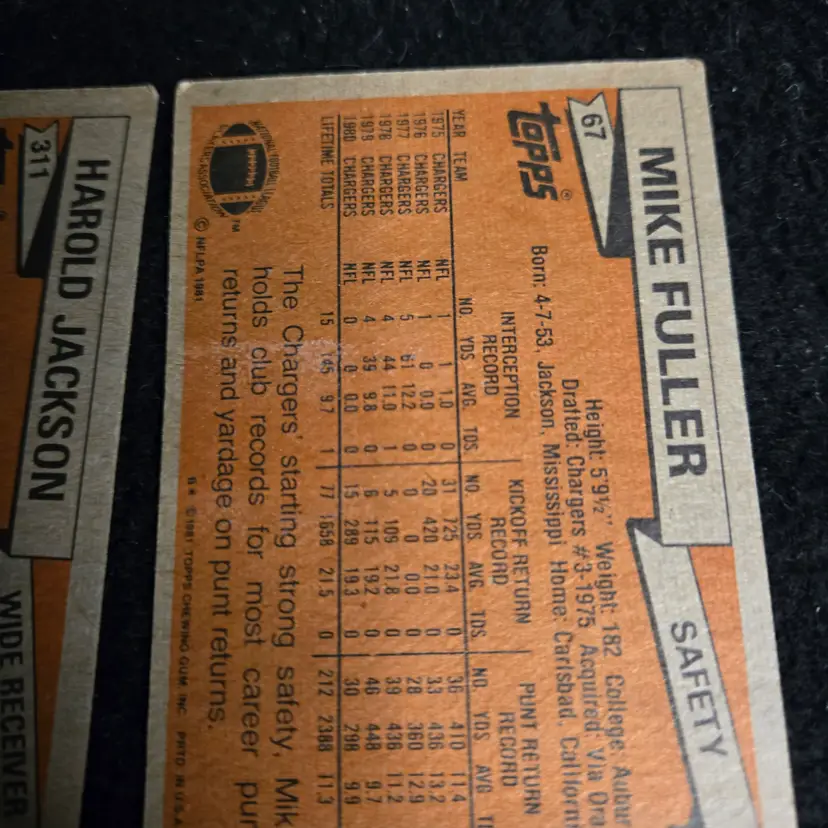 67 MIKE FULLER SAFETY
topps®
Height: 5'9½" Weight: 182 College: Aubur
Drafted: Chargers #3-1975 Acquired: Via Dra
Born: 4-7-53, Jackson, Mississippi Home: Carlsbad, Californ
INTERCEPTION RECORD KICKOFF RETURN RECORD PUNT RETURN RECORD
YEAR TEAM NO. YDS. AVG. TDS. NO. YDS. AVG. TDS. NO. YDS. AVG.
1975 CHARGERS NFL 1 1 1.0 0 31 725 23.4 0 36 410 11.4
1976 CHARGERS NFL 1 0 0.0 0 20 420 21.0 0 33 436 13.2
1977 CHARGERS NFL 5 61 12.2 0 0 0 0.0 0 28 360 12.9
1978 CHARGERS NFL 4 44 11.0 1 5 109 21.8 0 39 436 11.2
1979 CHARGERS NFL 4 39 9.8 0 6 115 19.2 0 46 448 9.7
1980 CHARGERS NFL 0 0 0.0 0 15 289 19.3 0 30 298 9.9
LIFETIME TOTALS 15 145 9.7 1 77 1658 21.5 0 212 2388 11.3
NATIONAL FOOTBALL LEAGUE PLAYERS ASSOCIATION ™
© NFLPA 1981
The Chargers' starting strong safety, Mik
holds club records for most career pun
returns and yardage on punt returns.
©1981 TOPPS CHEWING GUM, INC. PRTD. IN U.S.A.
311 HAROLD JACKSON WIDE RECEIVER